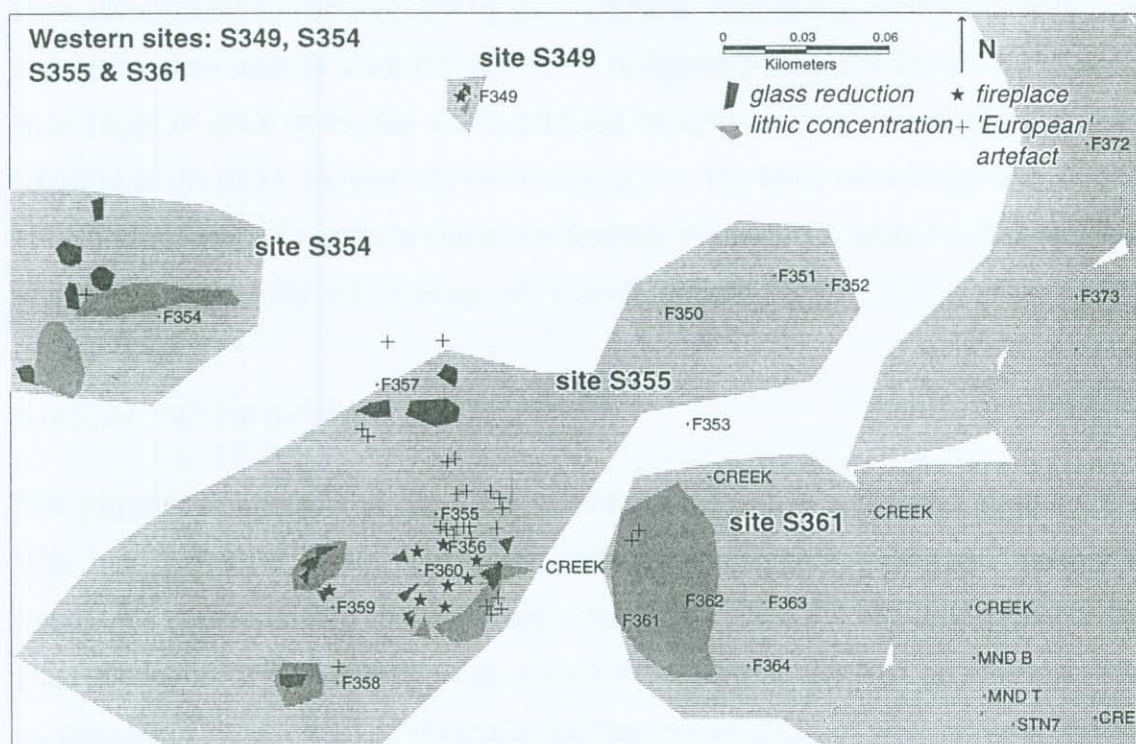 Western sites: S349, S354
S355 & S361
site S349
0 0.03 0.06
Kilometers
N
glass reduction
fireplace
lithic concentration
'European'
artefact
F349
F372
site S354
F351
F352
F350
F373
F354
site S355
F357
F353
CREEK
site S361
CREEK
F355
F356
F360
CREEK
F359
F361
F362
F363
CREEK
F364
MND B
F358
MND T
STN7
CRE